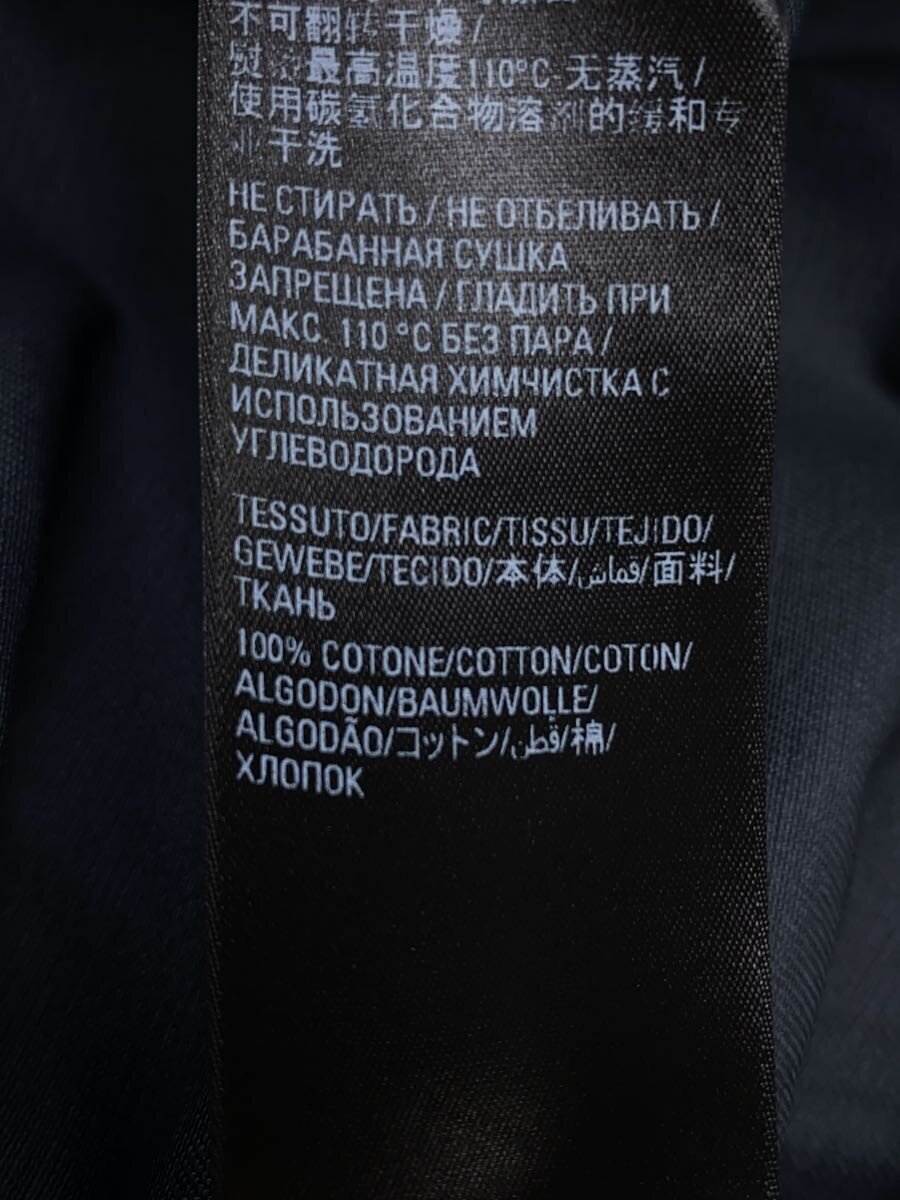 不可翻转干燥/
熨烫最高温度110°C 无蒸汽/
使用碳氢化合物溶剂的缓和专
业干洗
НЕ СТИРАТЬ / НЕ ОТБЕЛИВАТЬ /
БАРАБАННАЯ СУШКА
ЗАПРЕЩЕНА / ГЛАДИТЬ ПРИ
МАКС. 110 °C БЕЗ ПАРА /
ДЕЛИКАТНАЯ ХИМЧИСТКА С
ИСПОЛЬЗОВАНИЕМ
УГЛЕВОДОРОДА
TESSUTO/FABRIC/TISSU/TEJIDO/
GEWEBE/TECIDO/本体/قماش/面料/
ТКАНЬ
100% COTONE/COTTON/COTON/
ALGODON/BAUMWOLLE/
ALGODÃO/コットン/قطن/棉/
ХЛОПОК